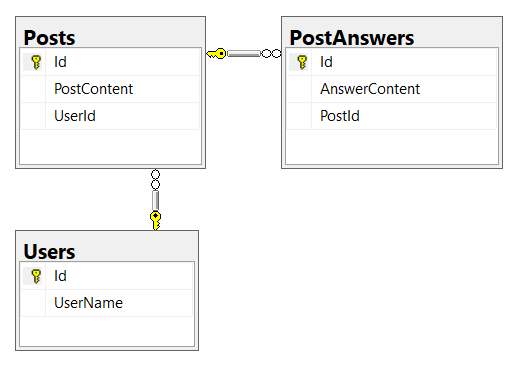 Posts
Id
PostContent
UserId
PostAnswers
Id
AnswerContent
PostId
Users
Id
UserName